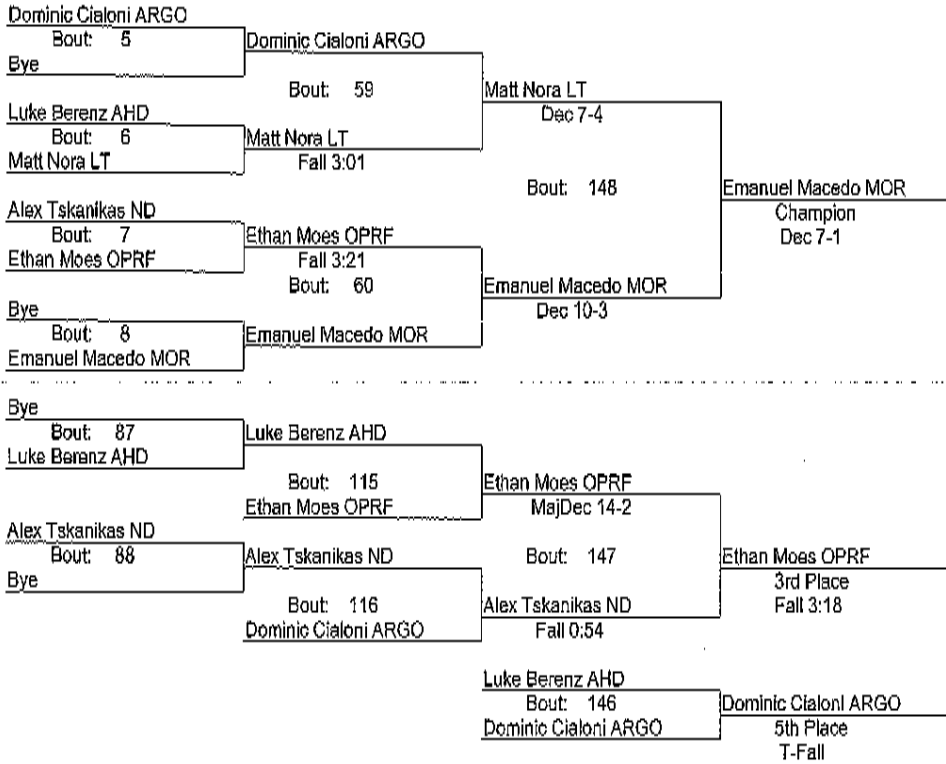 Dominic Cialoni ARGO
Bout: 5
Bye
Dominic Cialoni ARGO
Bout: 59
Luke Berenz AHD
Bout: 6
Matt Nora LT
Matt Nora LT
Fall 3:01
Matt Nora LT
Dec 7-4
Bout: 148
Alex Tskanikas ND
Bout: 7
Ethan Moes OPRF
Ethan Moes OPRF
Fall 3:21
Bout: 60
Bye
Bout: 8
Emanuel Macedo MOR
Emanuel Macedo MOR
Emanuel Macedo MOR
Dec 10-3
Emanuel Macedo MOR
Champion
Dec 7-1
Bye
Bout: 87
Luke Berenz AHD
Luke Berenz AHD
Bout: 115
Ethan Moes OPRF
Ethan Moes OPRF
MajDec 14-2
Bout: 147
Alex Tskanikas ND
Bout: 88
Bye
Alex Tskanikas ND
Bout: 116
Dominic Cialoni ARGO
Alex Tskanikas ND
Fall 0:54
Ethan Moes OPRF
3rd Place
Fall 3:18
Luke Berenz AHD
Bout: 146
Dominic Cialoni ARGO
Dominic Cialoni ARGO
5th Place
T-Fall